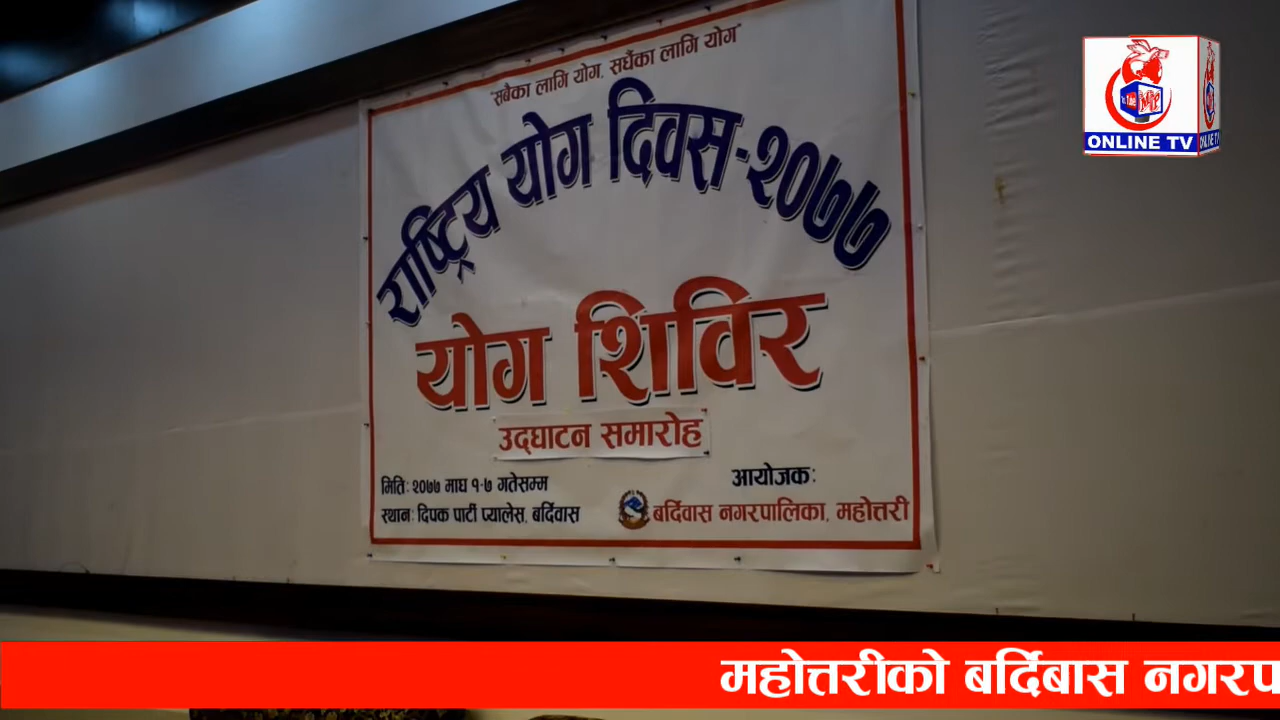 "सबैका लागि योग, सधैंका लागि योग"
राष्ट्रिय योग दिवस-२०७७
योग शिविर
उद्घाटन समारोह
मिति: २०७७ माघ १-७ गतेसम्म
स्थान: दिपक पार्टी प्यालेस, बर्दिवास
आयोजक:
बर्दिवास नगरपालिका, महोत्तरी
ONLINE TV
महोत्तरीको बर्दिबास नगरप